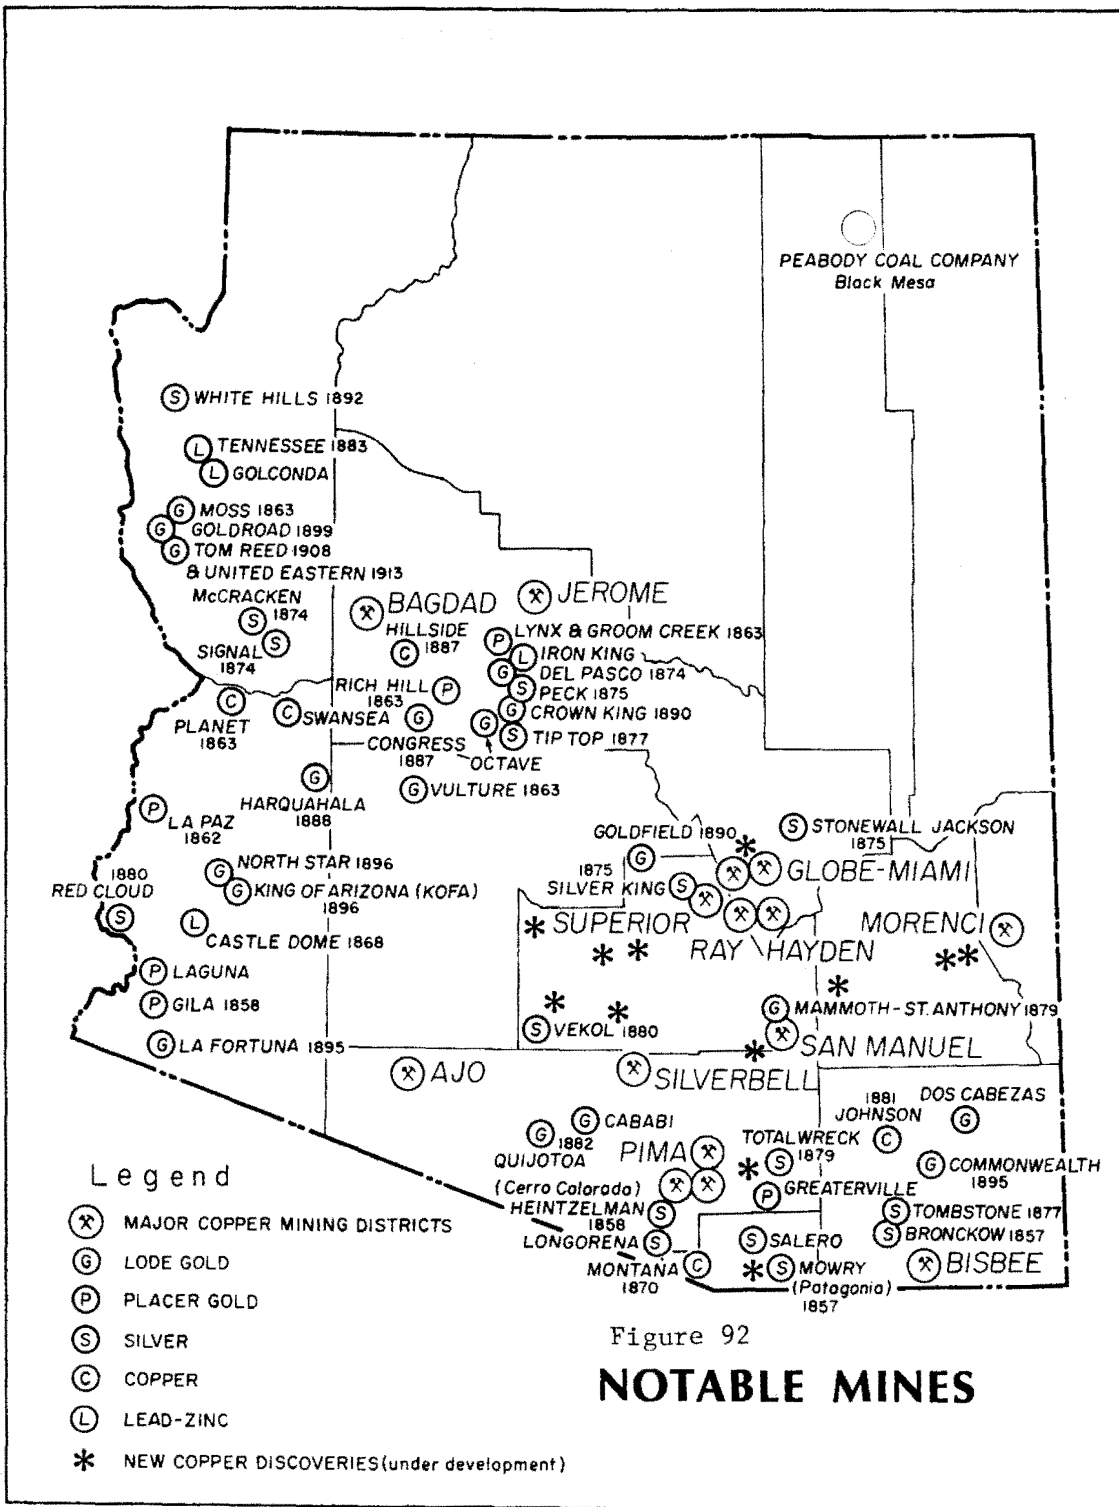 PEABODY COAL COMPANY
Black Mesa
S WHITE HILLS 1892
L TENNESSEE 1883
L GOLCONDA
G MOSS 1863
G GOLDROAD 1899
G TOM REED 1908
& UNITED EASTERN 1913
McCRACKEN
1874
S
SIGNAL S
1874
BAGDAD
JEROME
HILLSIDE
C 1887
P LYNX & GROOM CREEK 1863
L IRON KING
G DEL PASCO 1874
S PECK 1875
G CROWN KING 1890
S TIP TOP 1877
RICH HILL P
1863
C
PLANET
1863
C SWANSEA
G
CONGRESS
1887
G
OCTAVE
G
HARQUAHALA
1888
G VULTURE 1863
P
LA PAZ
1862
1880
RED CLOUD
S
G NORTH STAR 1896
G KING OF ARIZONA (KOFA)
1896
L
CASTLE DOME 1868
P LAGUNA
P GILA 1858
G LA FORTUNA 1895
GOLDFIELD 1890
G
S STONEWALL JACKSON
1875
1875
SILVER KING S
GLOBE-MIAMI
SUPERIOR
RAY HAYDEN
MORENCI
G MAMMOTH-ST. ANTHONY 1879
S VEKOL 1880
SAN MANUEL
AJO
SILVERBELL
G CABABI
G 1882
QUIJOTOA
PIMA
TOTAL WRECK
S 1879
1881
JOHNSON
C
DOS CABEZAS
G
G COMMONWEALTH
1895
(Cerro Colorado)
HEINTZELMAN S
1858
P GREATERVILLE
S TOMBSTONE 1877
S BRONCKOW 1857
LONGORENA S
S SALERO
MONTANA C
1870
S MOWRY
(Patagonia)
1857
BISBEE
Legend
MAJOR COPPER MINING DISTRICTS
G LODE GOLD
P PLACER GOLD
S SILVER
C COPPER
L LEAD-ZINC
* NEW COPPER DISCOVERIES (under development)
Figure 92
NOTABLE MINES